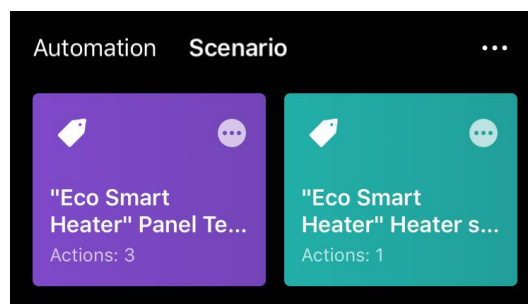 Automation Scenario
"Eco Smart
Heater" Panel Te...
Actions: 3
"Eco Smart
Heater" Heater s...
Actions: 1